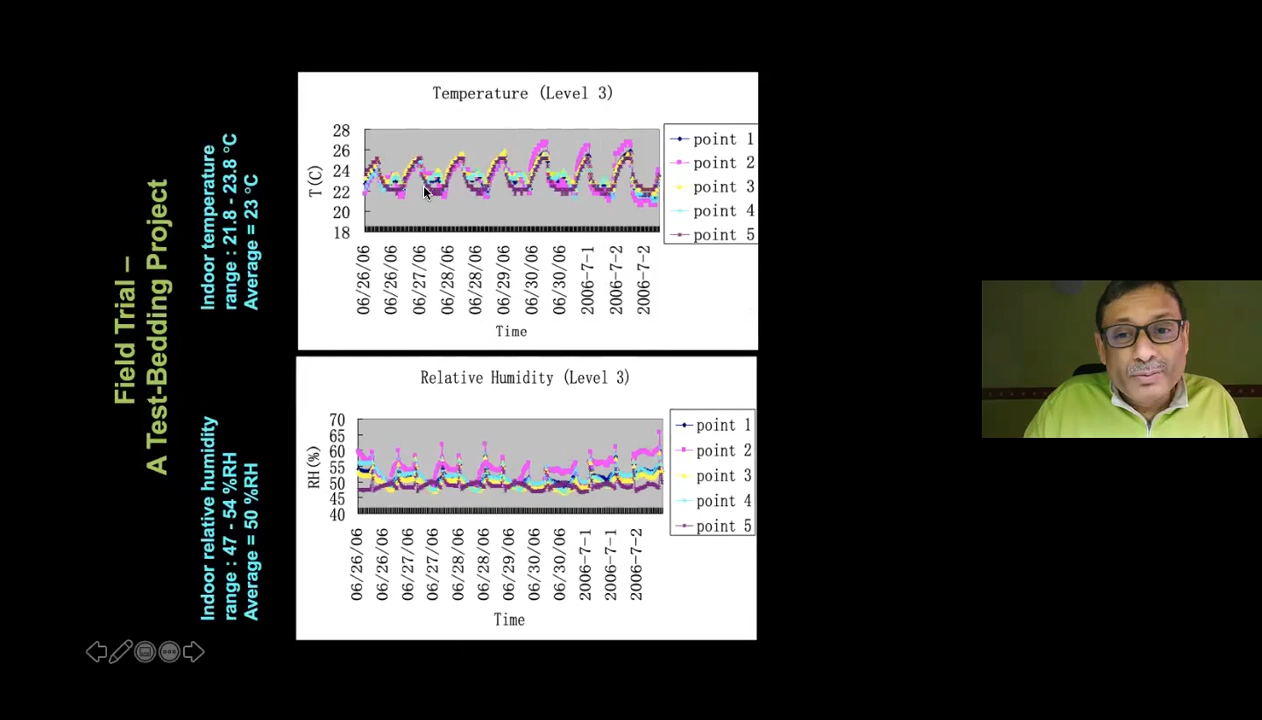 Field Trial –
A Test-Bedding Project
Indoor temperature
range : 21.8 - 23.8 °C
Average = 23 °C
Indoor relative humidity
range : 47 - 54 %RH
Average = 50 %RH
Temperature (Level 3)
T(C)
28
26
24
22
20
18
06/26/06
06/26/06
06/27/06
06/28/06
06/28/06
06/29/06
06/30/06
06/30/06
2006-7-1
2006-7-2
2006-7-2
Time
point 1
point 2
point 3
point 4
point 5
Relative Humidity (Level 3)
RH(%)
70
65
60
55
50
45
40
06/26/06
06/26/06
06/27/06
06/27/06
06/28/06
06/28/06
06/29/06
06/30/06
06/30/06
2006-7-1
2006-7-1
2006-7-2
Time
point 1
point 2
point 3
point 4
point 5